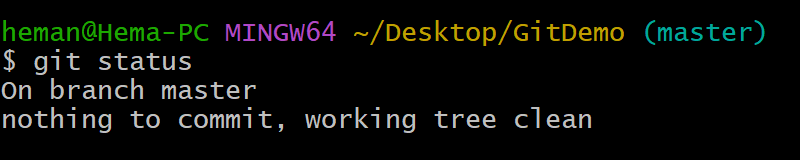 heman@Hema-PC MINGW64 ~/Desktop/GitDemo (master)
$ git status
On branch master
nothing to commit, working tree clean